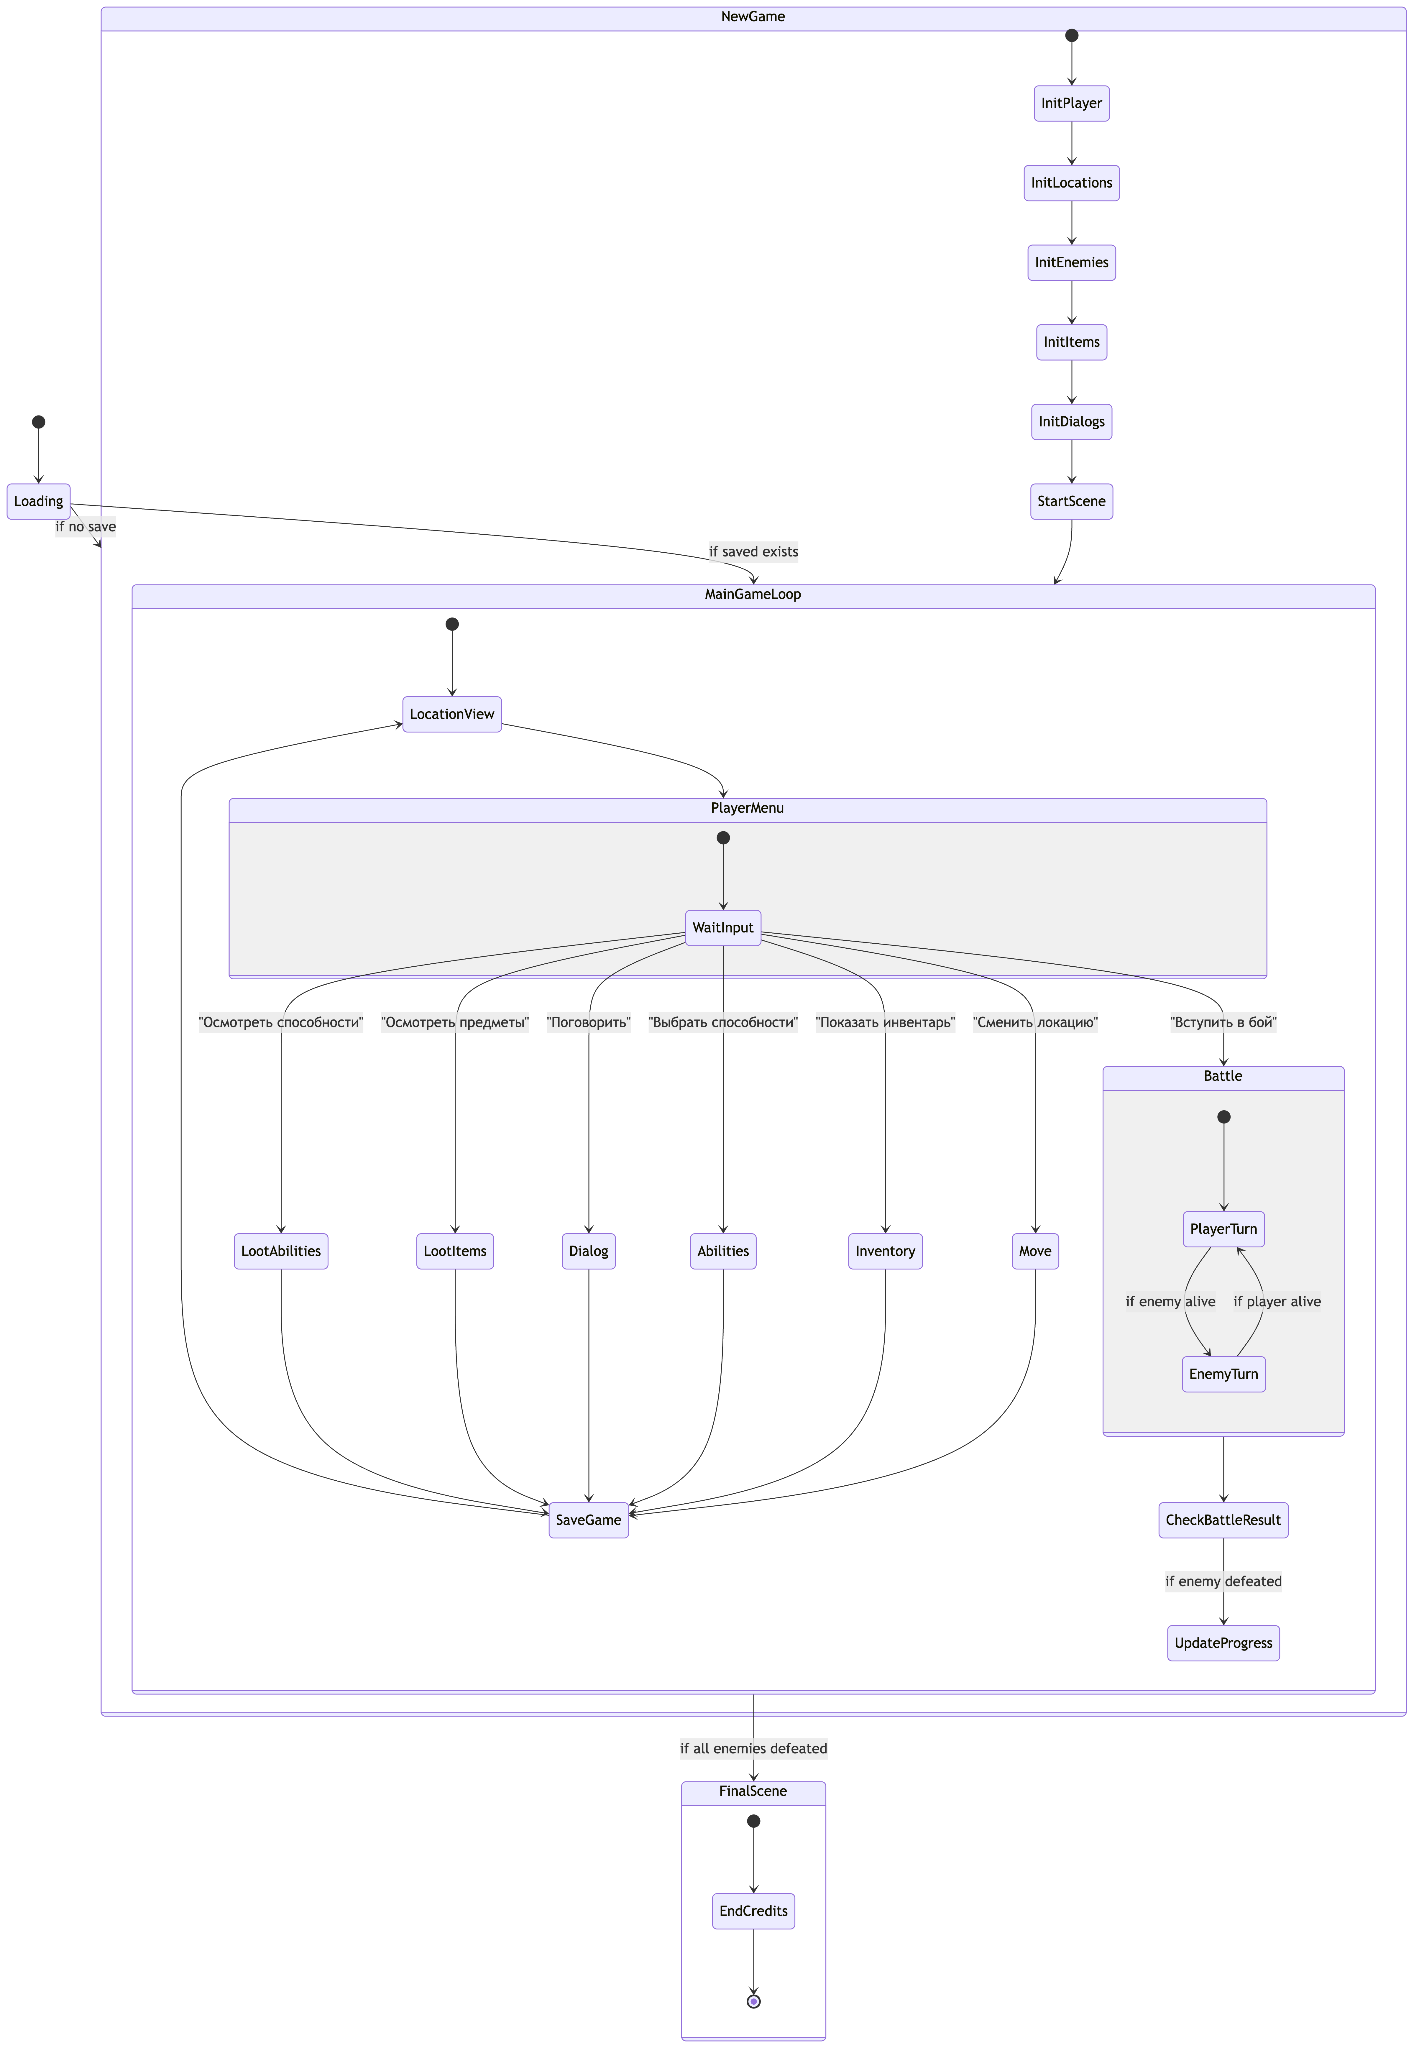 NewGame
InitPlayer
InitLocations
InitEnemies
InitItems
InitDialogs
Loading
StartScene
if no save
if saved exists
MainGameLoop
LocationView
PlayerMenu
WaitInput
"Осмотреть способности"
"Осмотреть предметы"
"Поговорить"
"Выбрать способности"
"Показать инвентарь"
"Сменить локацию"
"Вступить в бой"
Battle
PlayerTurn
LootAbilities
LootItems
Dialog
Abilities
Inventory
Move
if enemy alive
if player alive
EnemyTurn
SaveGame
CheckBattleResult
if enemy defeated
UpdateProgress
if all enemies defeated
FinalScene
EndCredits